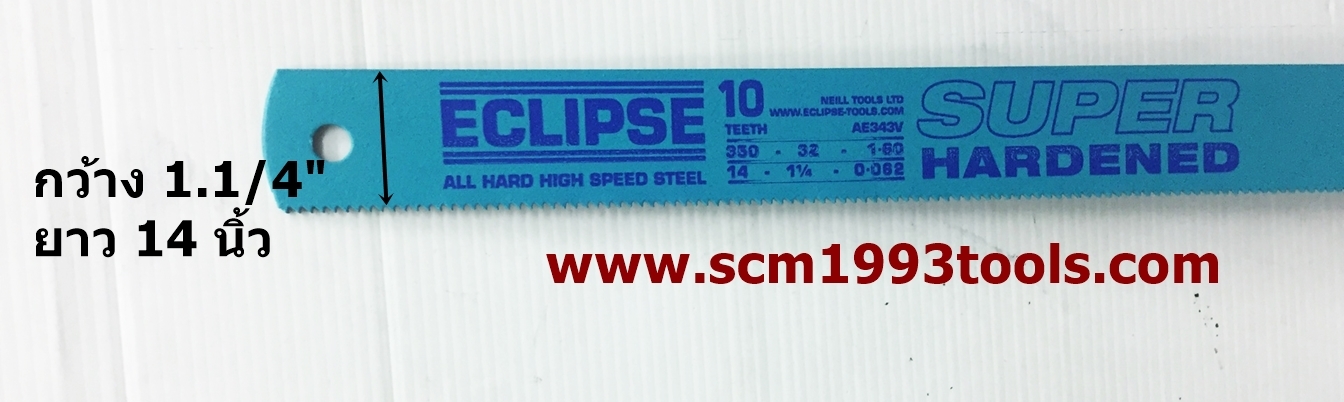 ECLIPSE
ALL HARD HIGH SPEED STEEL
10
TEETH
NEILL TOOLS LTD
WWW.ECLIPSE-TOOLS.COM
AE343V
350 - 32 - 1·60
14 - 1¼ - 0·062
SUPER
HARDENED
กว้าง 1.1/4"
ยาว 14 นิ้ว
www.scm1993tools.com